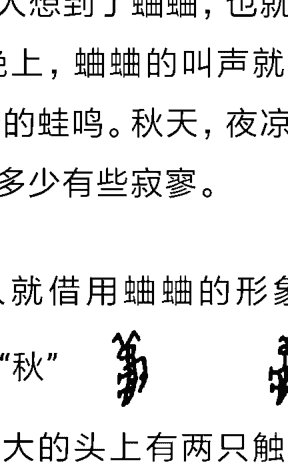 人想到了蛐蛐，也就
晚上，蛐蛐的叫声就
的蛙鸣。秋天，夜凉
多少有些寂寥。
人就借用蛐蛐的形象
“秋”
大的头上有两只触